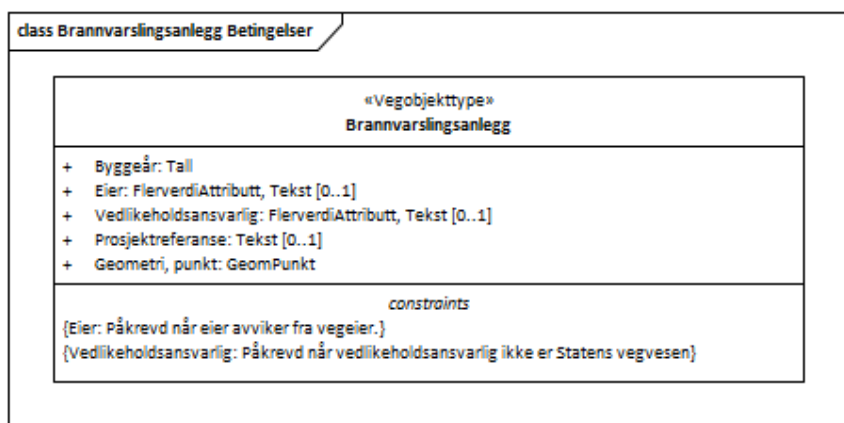 class Brannvarslingsanlegg Betingelser
«Vegobjekttype»
Brannvarslingsanlegg
+ Byggeår: Tall
+ Eier: FlerverdiAttributt, Tekst [0..1]
+ Vedlikeholdsansvarlig: FlerverdiAttributt, Tekst [0..1]
+ Prosjektreferanse: Tekst [0..1]
+ Geometri, punkt: GeomPunkt
constraints
{Eier: Påkrevd når eier avviker fra vegeier.}
{Vedlikeholdsansvarlig: Påkrevd når vedlikeholdsansvarlig ikke er Statens vegvesen}